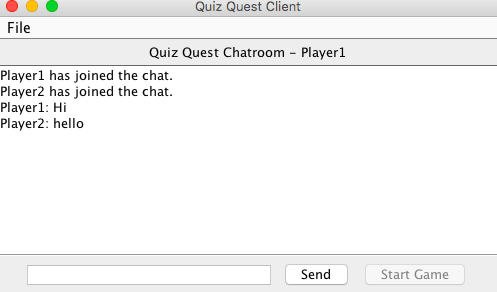 Quiz Quest Client
File
Quiz Quest Chatroom – Player1
Player1 has joined the chat.
Player2 has joined the chat.
Player1: Hi
Player2: hello
Send Start Game